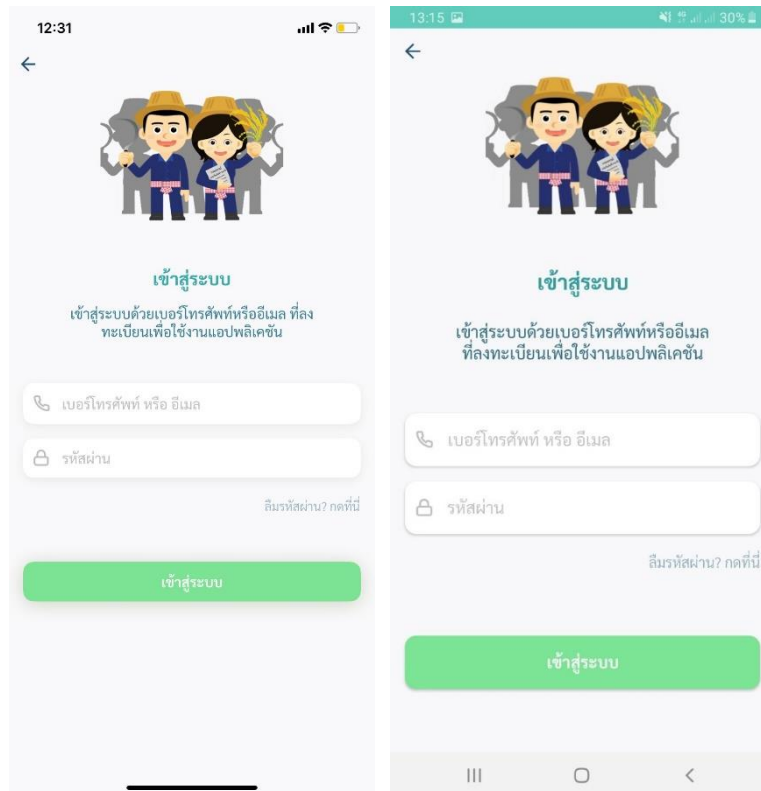 12:31
เข้าสู่ระบบ
เข้าสู่ระบบด้วยเบอร์โทรศัพท์หรืออีเมล ที่ลง
ทะเบียนเพื่อใช้งานแอปพลิเคชัน
เบอร์โทรศัพท์ หรือ อีเมล
รหัสผ่าน
ลืมรหัสผ่าน? กดที่นี่
เข้าสู่ระบบ
13:15
30%
เข้าสู่ระบบ
เข้าสู่ระบบด้วยเบอร์โทรศัพท์หรืออีเมล
ที่ลงทะเบียนเพื่อใช้งานแอปพลิเคชัน
เบอร์โทรศัพท์ หรือ อีเมล
รหัสผ่าน
ลืมรหัสผ่าน? กดที่นี่
เข้าสู่ระบบ